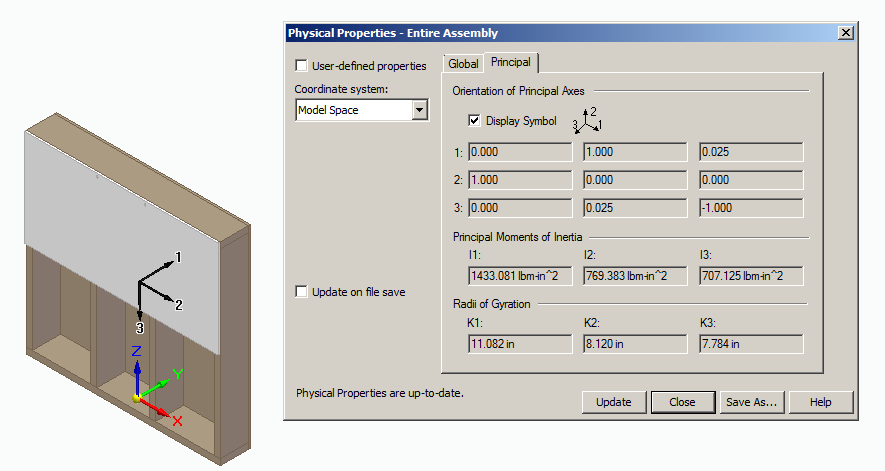 Physical Properties - Entire Assembly
User-defined properties
Coordinate system:
Model Space
Update on file save
Global Principal
Orientation of Principal Axes
Display Symbol
2
3 1
1: 0.000 1.000 0.025
2: 1.000 0.000 0.000
3: 0.000 0.025 -1.000
Principal Moments of Inertia
I1: I2: I3:
1433.081 lbm-in^2 769.383 lbm-in^2 707.125 lbm-in^2
Radii of Gyration
K1: K2: K3:
11.082 in 8.120 in 7.784 in
Physical Properties are up-to-date.
Update Close Save As... Help
1
2
3
Z
Y
X